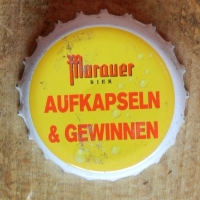 Murauer
BIER
AUFKAPSELN
& GEWINNEN